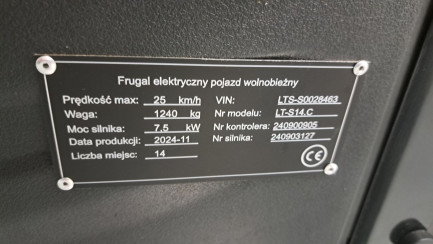 Frugal elektryczny pojazd wolnobieżny
Prędkość max: 25 km/h VIN: LTS-S0028463
Waga: 1240 kg Nr modelu: LT-S14.C
Moc silnika: 7.5 kW Nr kontrolera: 240900905
Data produkcji: 2024-11 Nr silnika: 240903127
Liczba miejsc: 14 CE